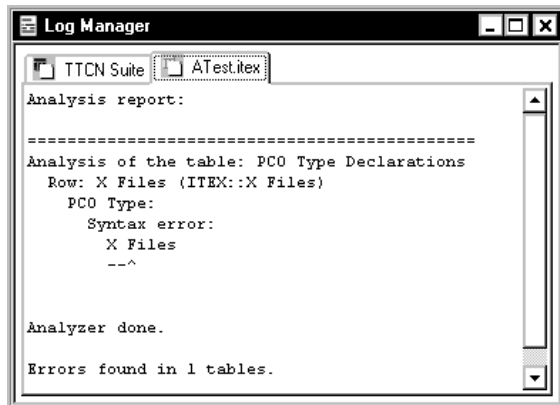 Log Manager
TTCN Suite
ATest.itex
Analysis report:
=============================================
Analysis of the table: PCO Type Declarations
Row: X Files (ITEX::X Files)
PCO Type:
Syntax error:
X Files
--^
Analyzer done.
Errors found in 1 tables.